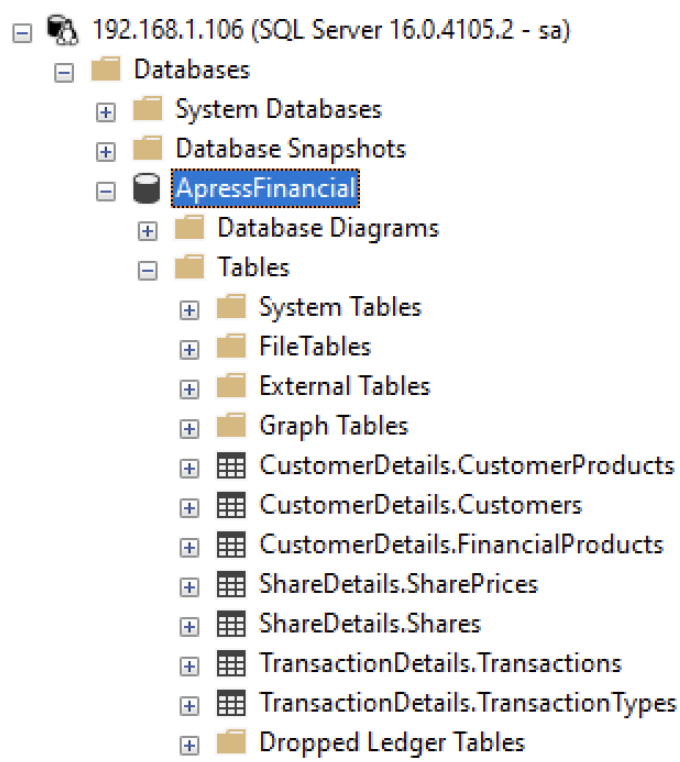 192.168.1.106 (SQL Server 16.0.4105.2 - sa)
Databases
System Databases
Database Snapshots
ApressFinancial
Database Diagrams
Tables
System Tables
FileTables
External Tables
Graph Tables
CustomerDetails.CustomerProducts
CustomerDetails.Customers
CustomerDetails.FinancialProducts
ShareDetails.SharePrices
ShareDetails.Shares
TransactionDetails.Transactions
TransactionDetails.TransactionTypes
Dropped Ledger Tables